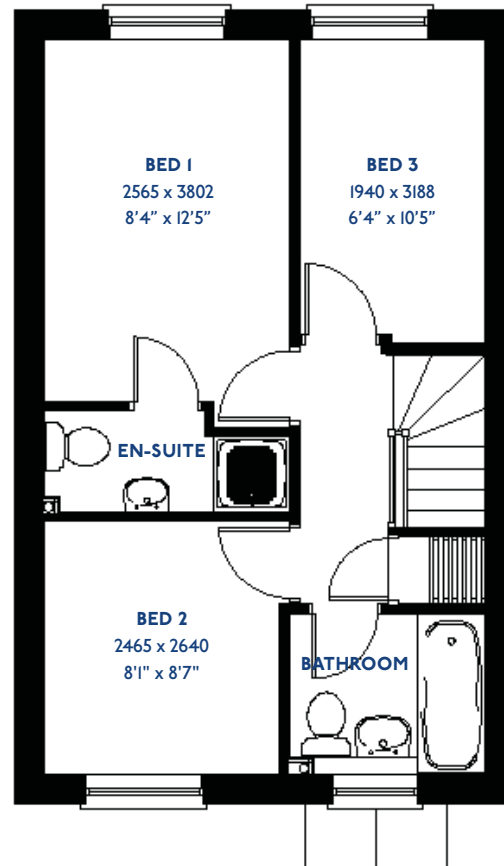 BED 1
2565 x 3802
8'4" x 12'5"
BED 3
1940 x 3188
6'4" x 10'5"
EN-SUITE
BED 2
2465 x 2640
8'1" x 8'7"
BATHROOM